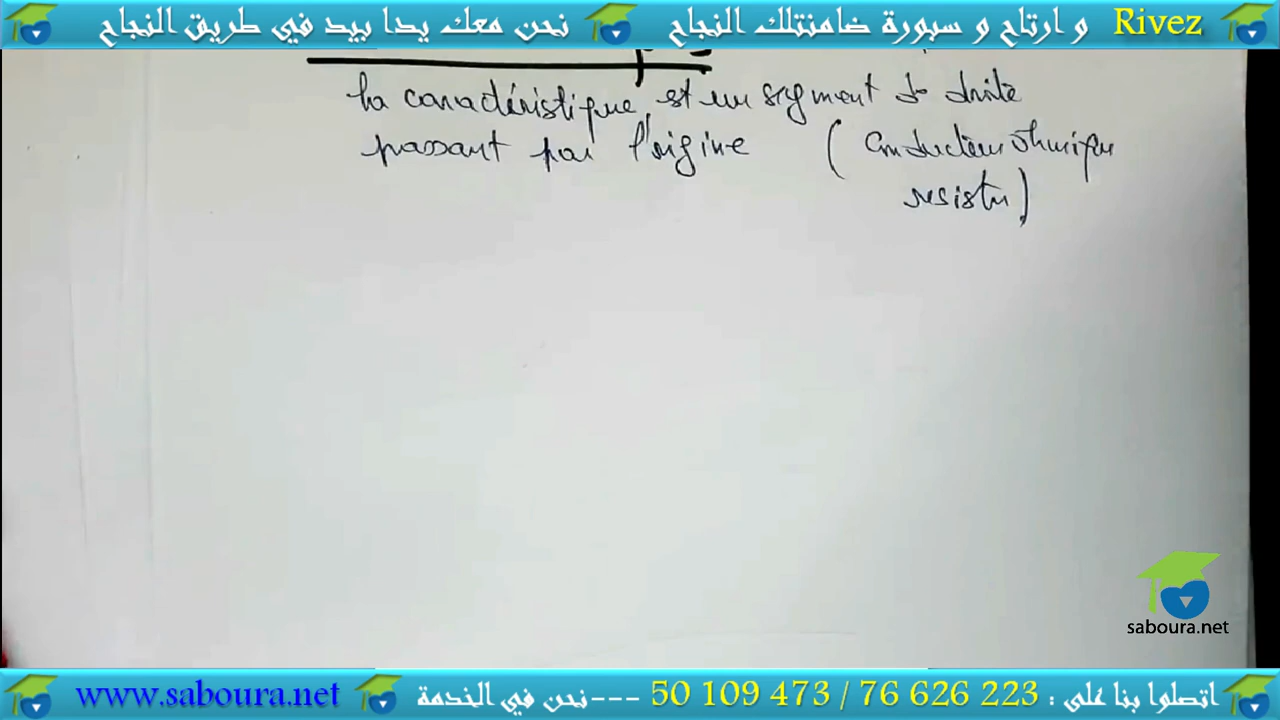 نحن معك يدا بيد في طريق النجاح و ارتاح و سبورة ضامنتلك النجاح Rivez
La caractéristique est un segment de droite
passant par l'origine (Conducteur ohmique
resistor)
saboura.net
www.saboura.net نحن في الخدمة --- 50 109 473 / 76 626 223 : اتصلوا بنا على